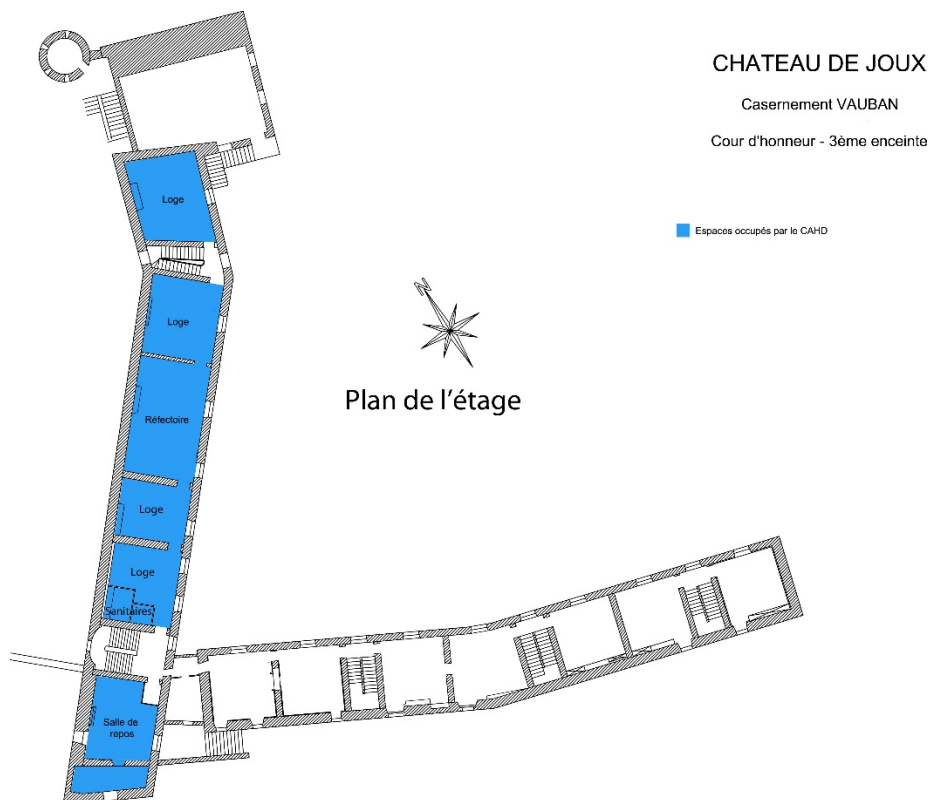 CHATEAU DE JOUX
Casernement VAUBAN
Cour d'honneur - 3ème enceinte
Espaces occupés par le CAHD
N
Plan de l'étage
Loge
Loge
Réfectoire
Loge
Loge
Sanitaires
Salle de
repos